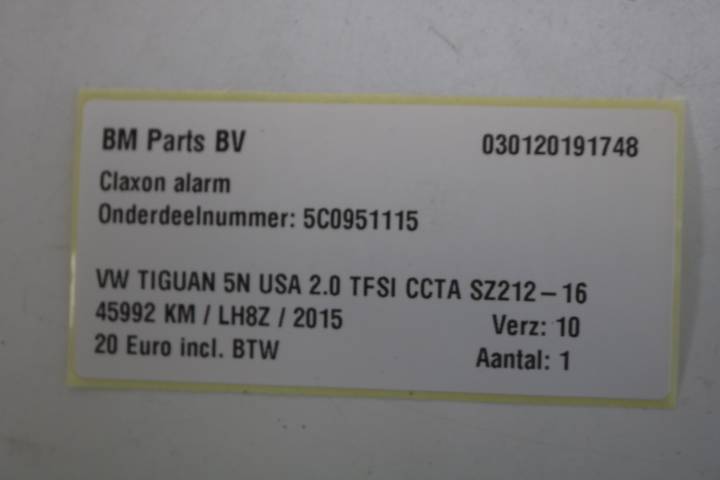 BM Parts BV 030120191748
Claxon alarm
Onderdeelnummer: 5C0951115
VW TIGUAN 5N USA 2.0 TFSI CCTA SZ212-16
45992 KM / LH8Z / 2015 Verz: 10
20 Euro incl. BTW Aantal: 1